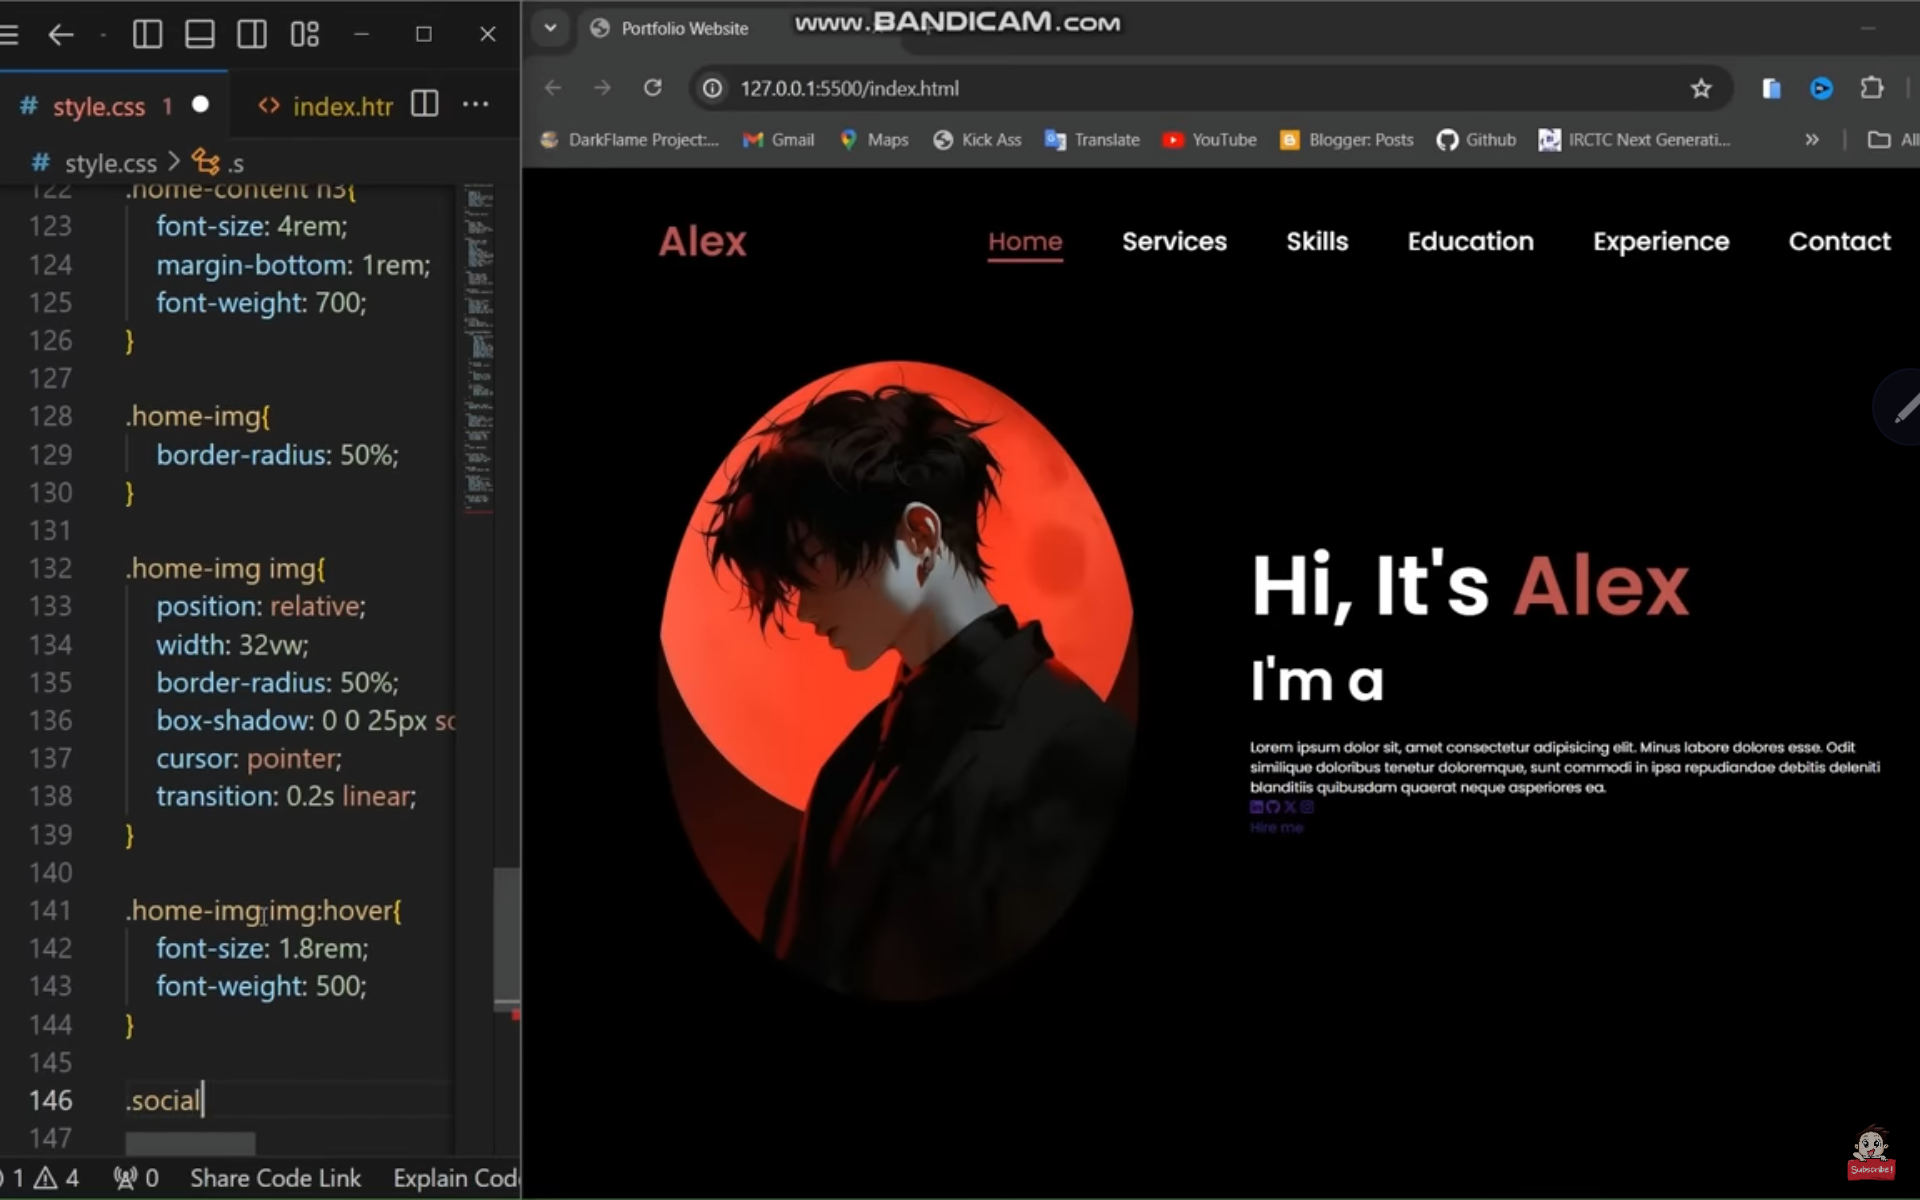 www.BANDICAM.com
Portfolio Website
127.0.0.1:5500/index.html
DarkFlame Project:... Gmail Maps Kick Ass Translate YouTube Blogger: Posts Github IRCTC Next Generati... » All
# style.css 1 <> index.htr ...
# style.css > .s
122 .home-content h3{
123 font-size: 4rem;
124 margin-bottom: 1rem;
125 font-weight: 700;
126 }
127
128 .home-img{
129 border-radius: 50%;
130 }
131
132 .home-img img{
133 position: relative;
134 width: 32vw;
135 border-radius: 50%;
136 box-shadow: 0 0 25px so
137 cursor: pointer;
138 transition: 0.2s linear;
139 }
140
141 .home-img img:hover{
142 font-size: 1.8rem;
143 font-weight: 500;
144 }
145
146 .social
147
1 4 0 Share Code Link Explain Cod
Alex Home Services Skills Education Experience Contact
Hi, It's Alex
I'm a
Lorem ipsum dolor sit, amet consectetur adipisicing elit. Minus labore dolores esse. Odit
similique doloribus tenetur doloremque, sunt commodi in ipsa repudiandae debitis deleniti
blanditiis quibusdam quaerat neque asperiores ea.
Hire me
Subscribe!